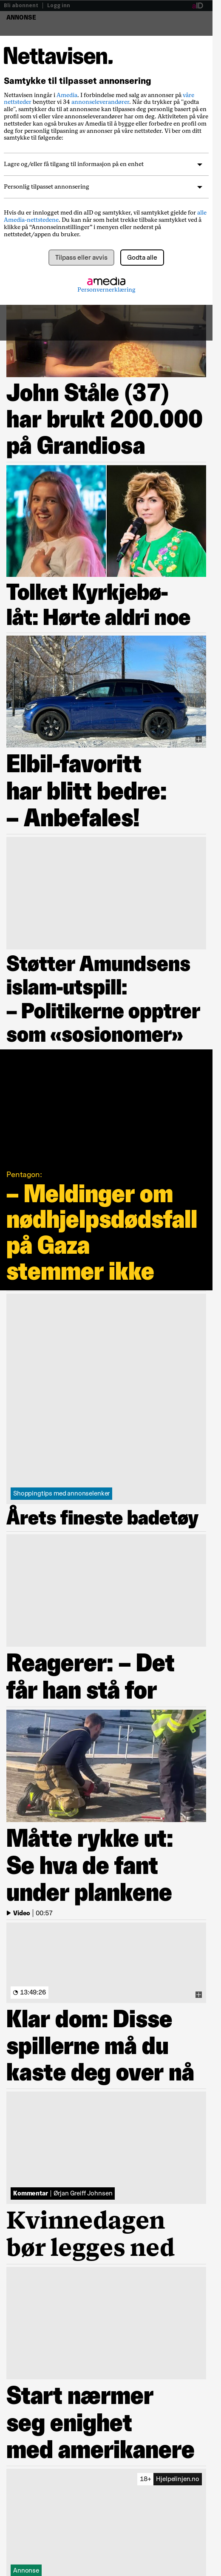 Bli abonnent | Logg inn
aID
ANNONSE
Nettavisen.
Samtykke til tilpasset annonsering
Nettavisen inngår i Amedia. I forbindelse med salg av annonser på våre
nettsteder benytter vi 34 annonseleverandører. Når du trykker på "godta
alle", samtykker du til at annonsene kan tilpasses til deg personlig basert på en
profil som vi eller våre annonseleverandører har om deg. Aktiviteten på våre
nettsteder kan også brukes av Amedia til å bygge eller forbedre en profil om
deg for personlig tilpasning av annonser på våre nettsteder. Vi ber om ditt
samtykke til følgende:
Lagre og/eller få tilgang til informasjon på en enhet
Personlig tilpasset annonsering
Hvis du er innlogget med din aID og samtykker, vil samtykket gjelde for alle
Amedia-nettstedene. Du kan når som helst trekke tilbake samtykket ved å
klikke på “Annonseinnstillinger” i menyen eller nederst på
nettstedet/appen du bruker.
Tilpass eller avvis
Godta alle
amedia
Personvernerklæring
John Ståle (37)
har brukt 200.000
på Grandiosa
Tolket Kyrkjebø-
låt: Hørte aldri noe
Elbil-favoritt
har blitt bedre:
– Anbefales!
Støtter Amundsens
islam-utspill:
– Politikerne opptrer
som «sosionomer»
Pentagon:
– Meldinger om
nødhjelpsdødsfall
på Gaza
stemmer ikke
Shoppingtips med annonselenker
Årets fineste badetøy
Reagerer: – Det
får han stå for
Måtte rykke ut:
Se hva de fant
under plankene
Video | 00:57
13:49:26
Klar dom: Disse
spillerne må du
kaste deg over nå
Kommentar | Ørjan Greiff Johnsen
Kvinnedagen
bør legges ned
Start nærmer
seg enighet
med amerikanere
18+ Hjelpelinjen.no
Annonse